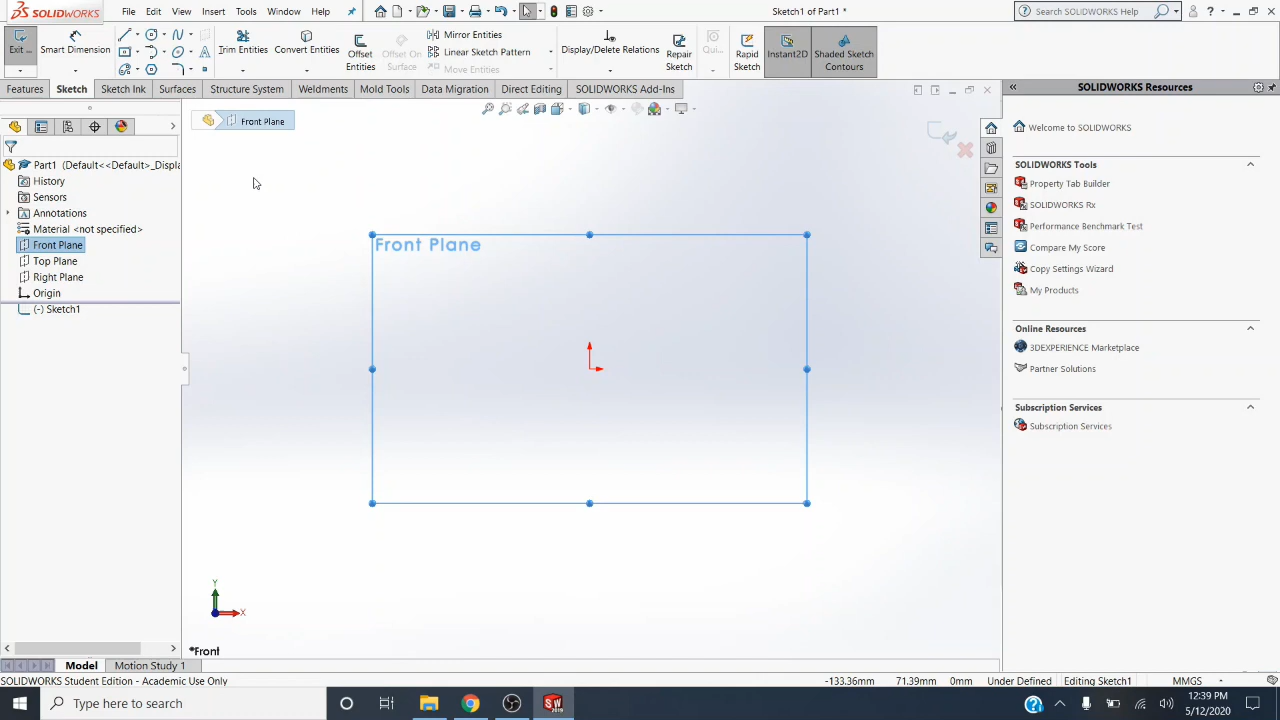 SOLIDWORKS File Edit View Insert Tools Window Help Sketch1 of Part1 * Search SOLIDWORKS Help
Exit ... Smart Dimension Trim Entities Convert Entities Offset Entities Offset On Surface Mirror Entities Linear Sketch Pattern Move Entities Display/Delete Relations Repair Sketch Qui... Rapid Sketch Instant2D Shaded Sketch Contours
Features Sketch Sketch Ink Surfaces Structure System Weldments Mold Tools Data Migration Direct Editing SOLIDWORKS Add-Ins
Front Plane
Part1 (Default<<Default>_Displa
History
Sensors
Annotations
Material <not specified>
Front Plane
Top Plane
Right Plane
Origin
(-) Sketch1
Front Plane
Y
X
*Front
SOLIDWORKS Resources
Welcome to SOLIDWORKS
SOLIDWORKS Tools
Property Tab Builder
SOLIDWORKS Rx
Performance Benchmark Test
Compare My Score
Copy Settings Wizard
My Products
Online Resources
3DEXPERIENCE Marketplace
Partner Solutions
Subscription Services
Subscription Services
Model Motion Study 1
SOLIDWORKS Student Edition - Academic Use Only -133.36mm 71.39mm 0mm Under Defined Editing Sketch1 MMGS
Type here to search
SW
2019
12:39 PM
5/12/2020